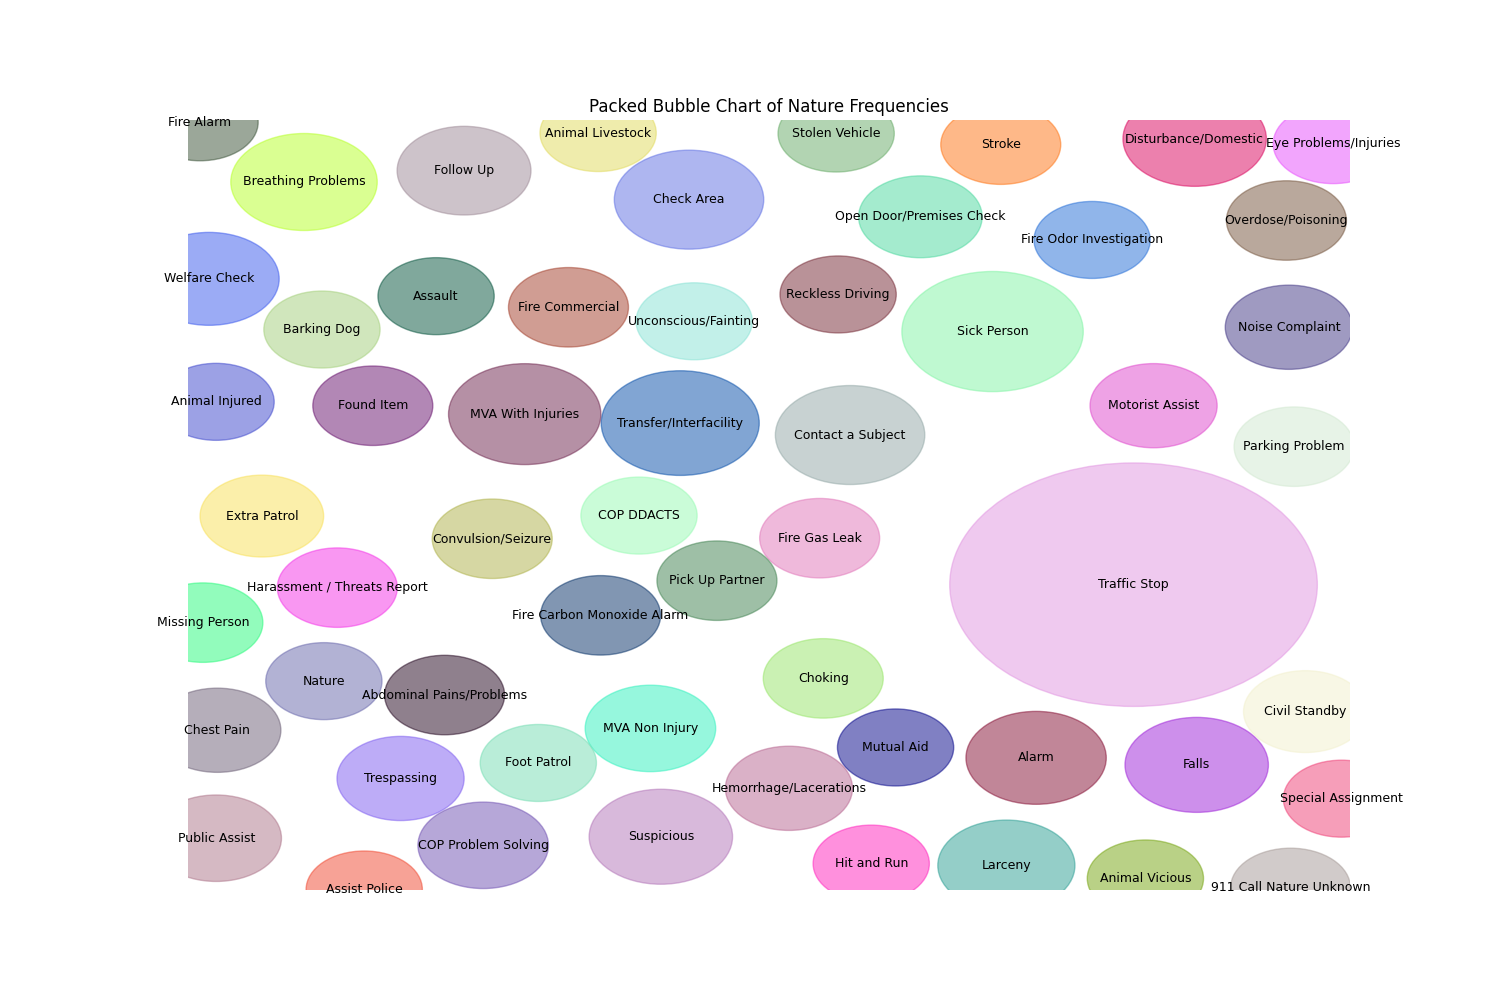 Packed Bubble Chart of Nature Frequencies
Fire Alarm
Animal Livestock
Stolen Vehicle
Stroke
Disturbance/Domestic
Eye Problems/Injuries
Breathing Problems
Follow Up
Check Area
Open Door/Premises Check
Overdose/Poisoning
Fire Odor Investigation
Welfare Check
Assault
Reckless Driving
Fire Commercial
Unconscious/Fainting
Barking Dog
Sick Person
Noise Complaint
Animal Injured
Found Item
MVA With Injuries
Transfer/Interfacility
Contact a Subject
Motorist Assist
Parking Problem
Extra Patrol
COP DDACTS
Convulsion/Seizure
Fire Gas Leak
Harassment / Threats Report
Pick Up Partner
Traffic Stop
Missing Person
Fire Carbon Monoxide Alarm
Nature
Abdominal Pains/Problems
Choking
Civil Standby
Chest Pain
MVA Non Injury
Mutual Aid
Alarm
Falls
Foot Patrol
Trespassing
Hemorrhage/Lacerations
Special Assignment
Public Assist
COP Problem Solving
Suspicious
Hit and Run
Larceny
Animal Vicious
Assist Police
911 Call Nature Unknown